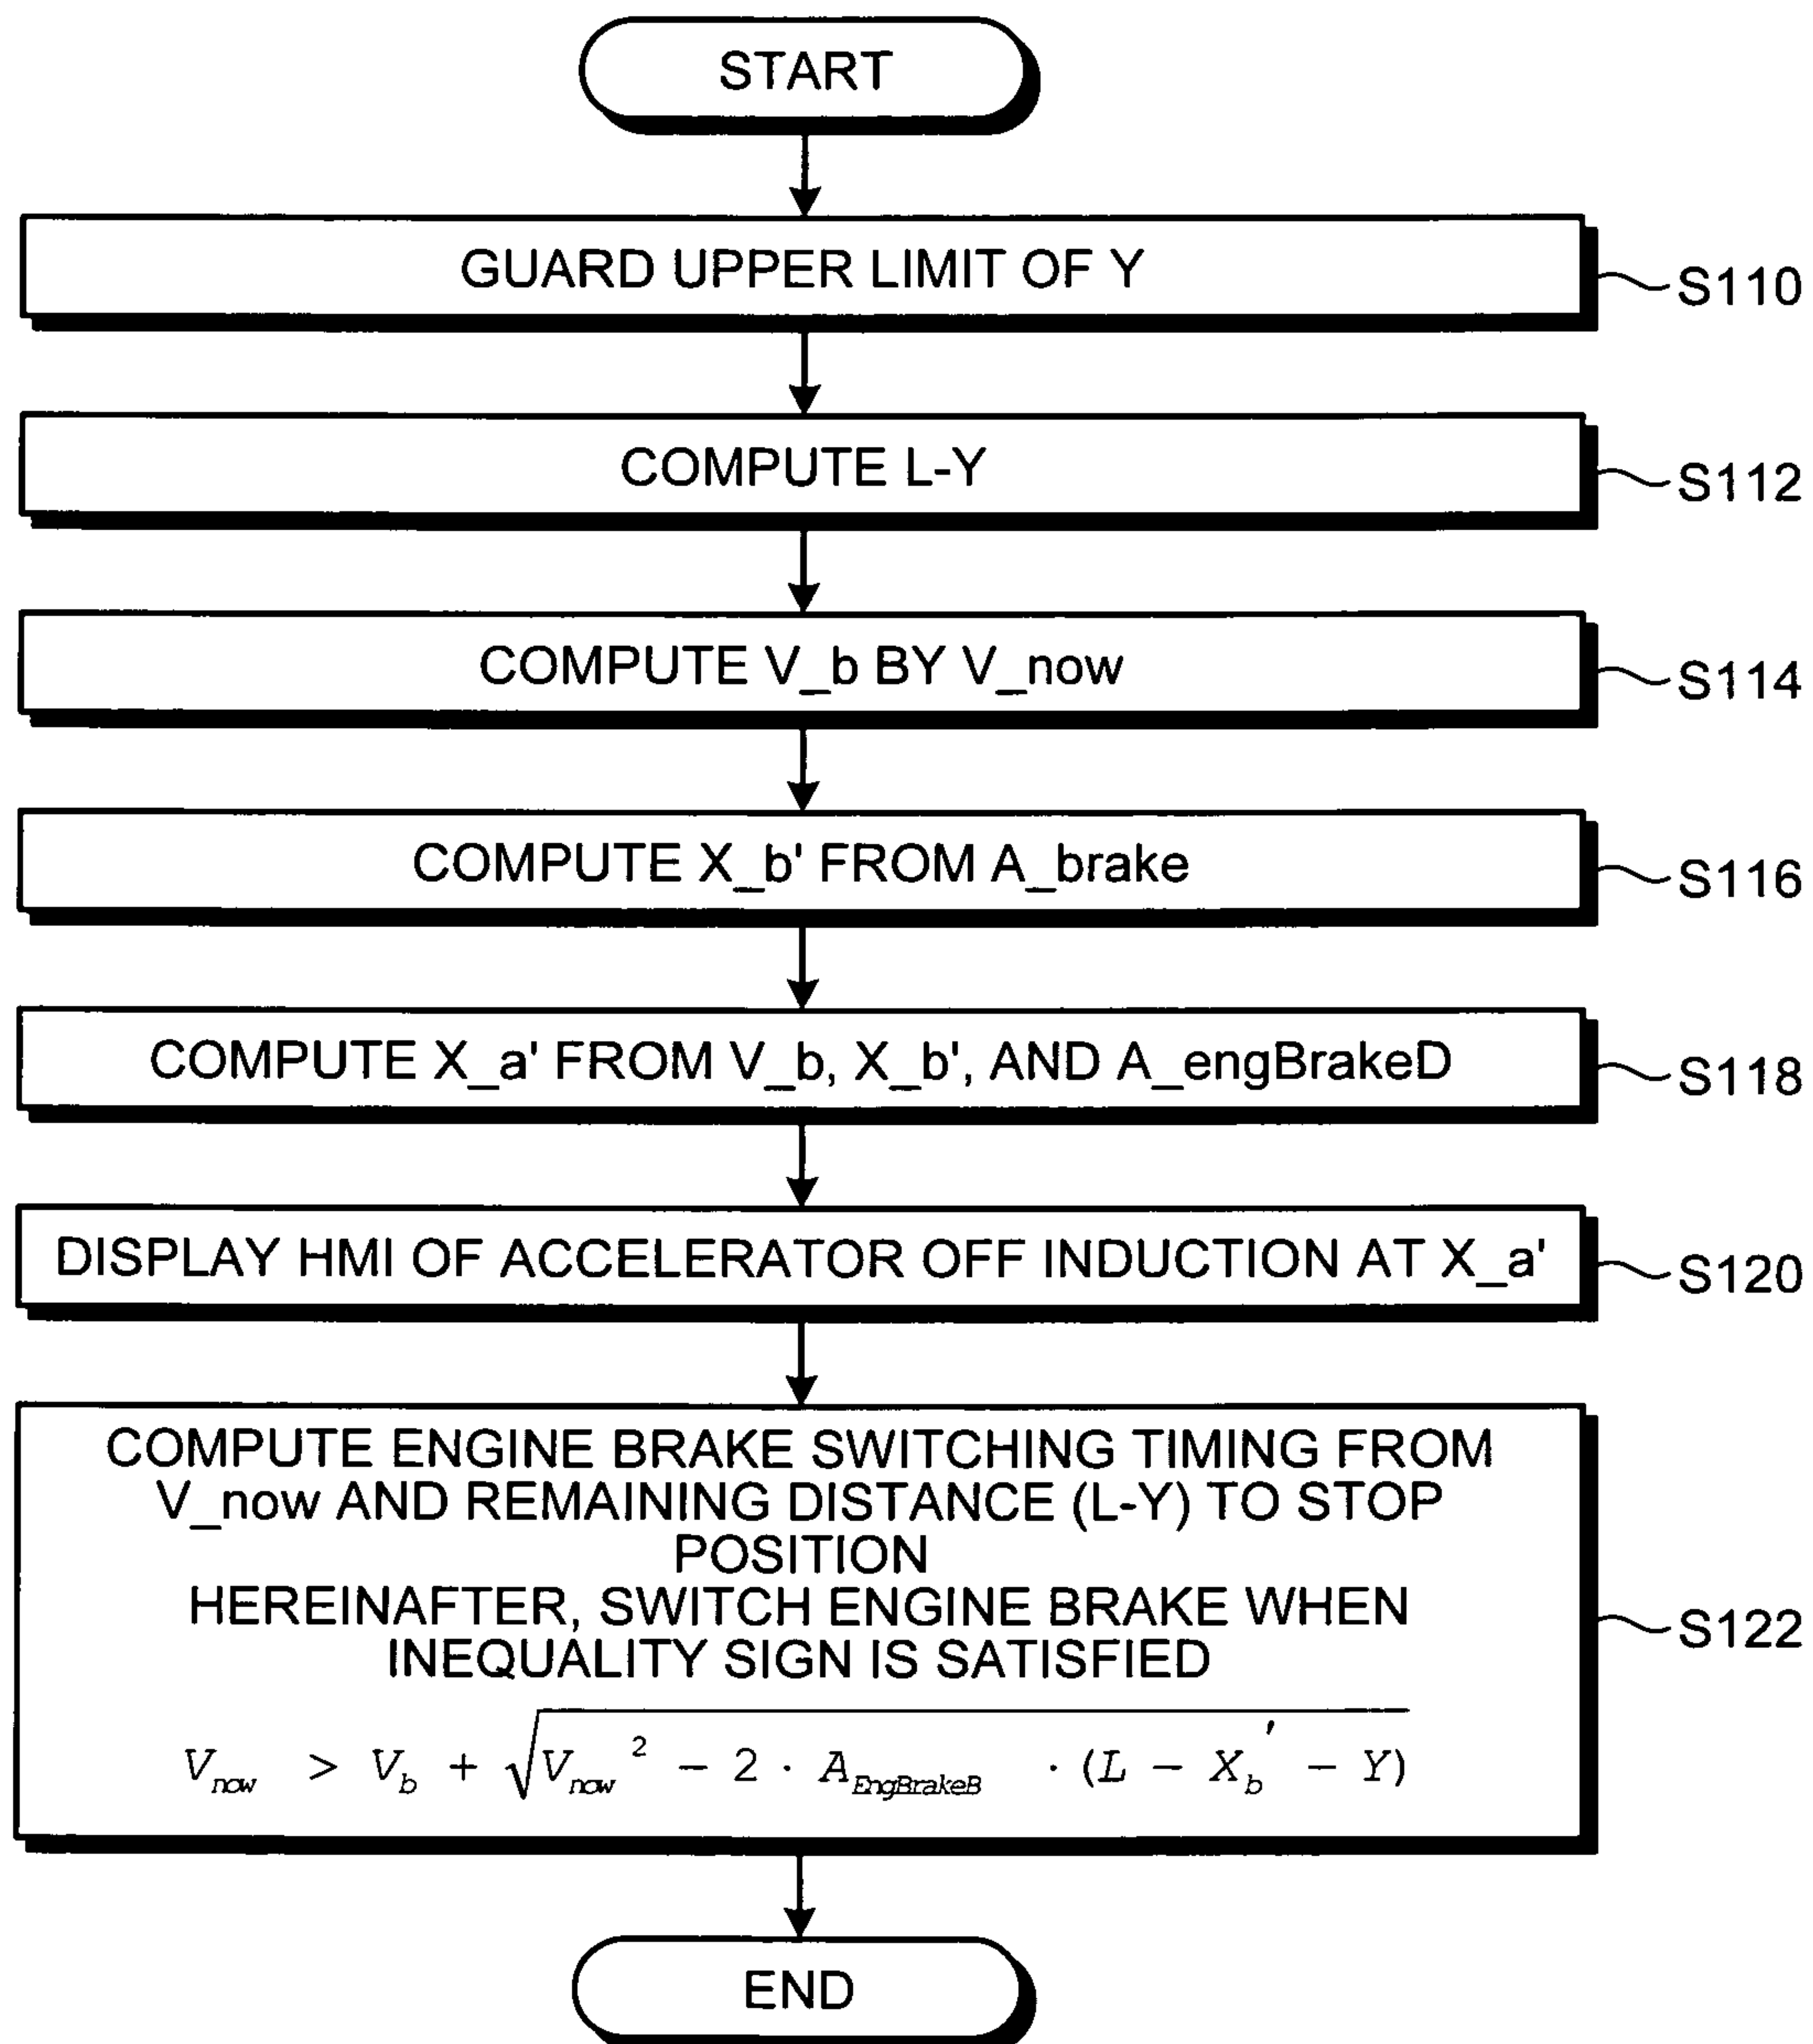 START
GUARD UPPER LIMIT OF Y
S110
COMPUTE L-Y
S112
COMPUTE V_b BY V_now
S114
COMPUTE X_b' FROM A_brake
S116
COMPUTE X_a' FROM V_b, X_b', AND A_engBrakeD
S118
DISPLAY HMI OF ACCELERATOR OFF INDUCTION AT X_a'
S120
COMPUTE ENGINE BRAKE SWITCHING TIMING FROM
V_now AND REMAINING DISTANCE (L-Y) TO STOP
POSITION
HEREINAFTER, SWITCH ENGINE BRAKE WHEN
INEQUALITY SIGN IS SATISFIED
V_now > V_b + √(V_now² - 2 · A_EngBrakeB · (L - X_b' - Y))
S122
END